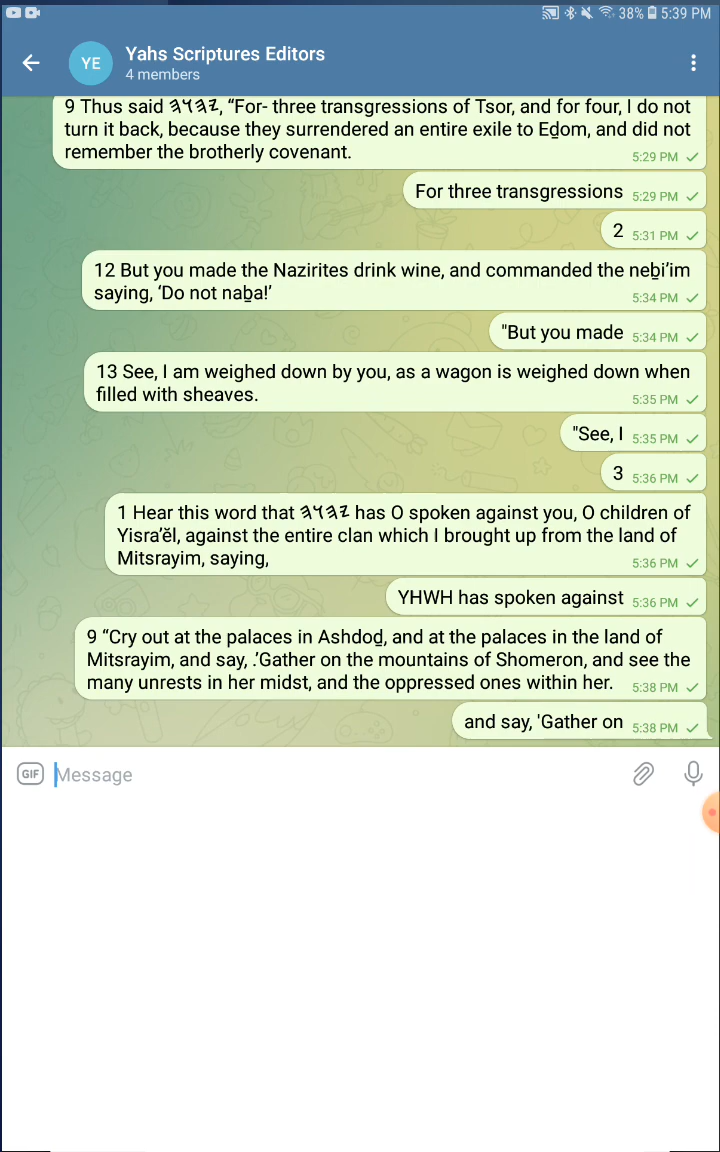 38% 5:39 PM
YE Yahs Scriptures Editors
4 members
9 Thus said 𐤉𐤄𐤅𐤄, “For- three transgressions of Tsor, and for four, I do not
turn it back, because they surrendered an entire exile to Eḏom, and did not
remember the brotherly covenant.
5:29 PM
For three transgressions 5:29 PM
2 5:31 PM
12 But you made the Nazirites drink wine, and commanded the neḇi’im
saying, ‘Do not naḇa!’
5:34 PM
"But you made 5:34 PM
13 See, I am weighed down by you, as a wagon is weighed down when
filled with sheaves.
5:35 PM
"See, I 5:35 PM
3 5:36 PM
1 Hear this word that 𐤉𐤄𐤅𐤄 has O spoken against you, O children of
Yisra’ĕl, against the entire clan which I brought up from the land of
Mitsrayim, saying,
5:36 PM
YHWH has spoken against 5:36 PM
9 “Cry out at the palaces in Ashdoḏ, and at the palaces in the land of
Mitsrayim, and say, .’Gather on the mountains of Shomeron, and see the
many unrests in her midst, and the oppressed ones within her. 5:38 PM
and say, 'Gather on 5:38 PM
GIF Message